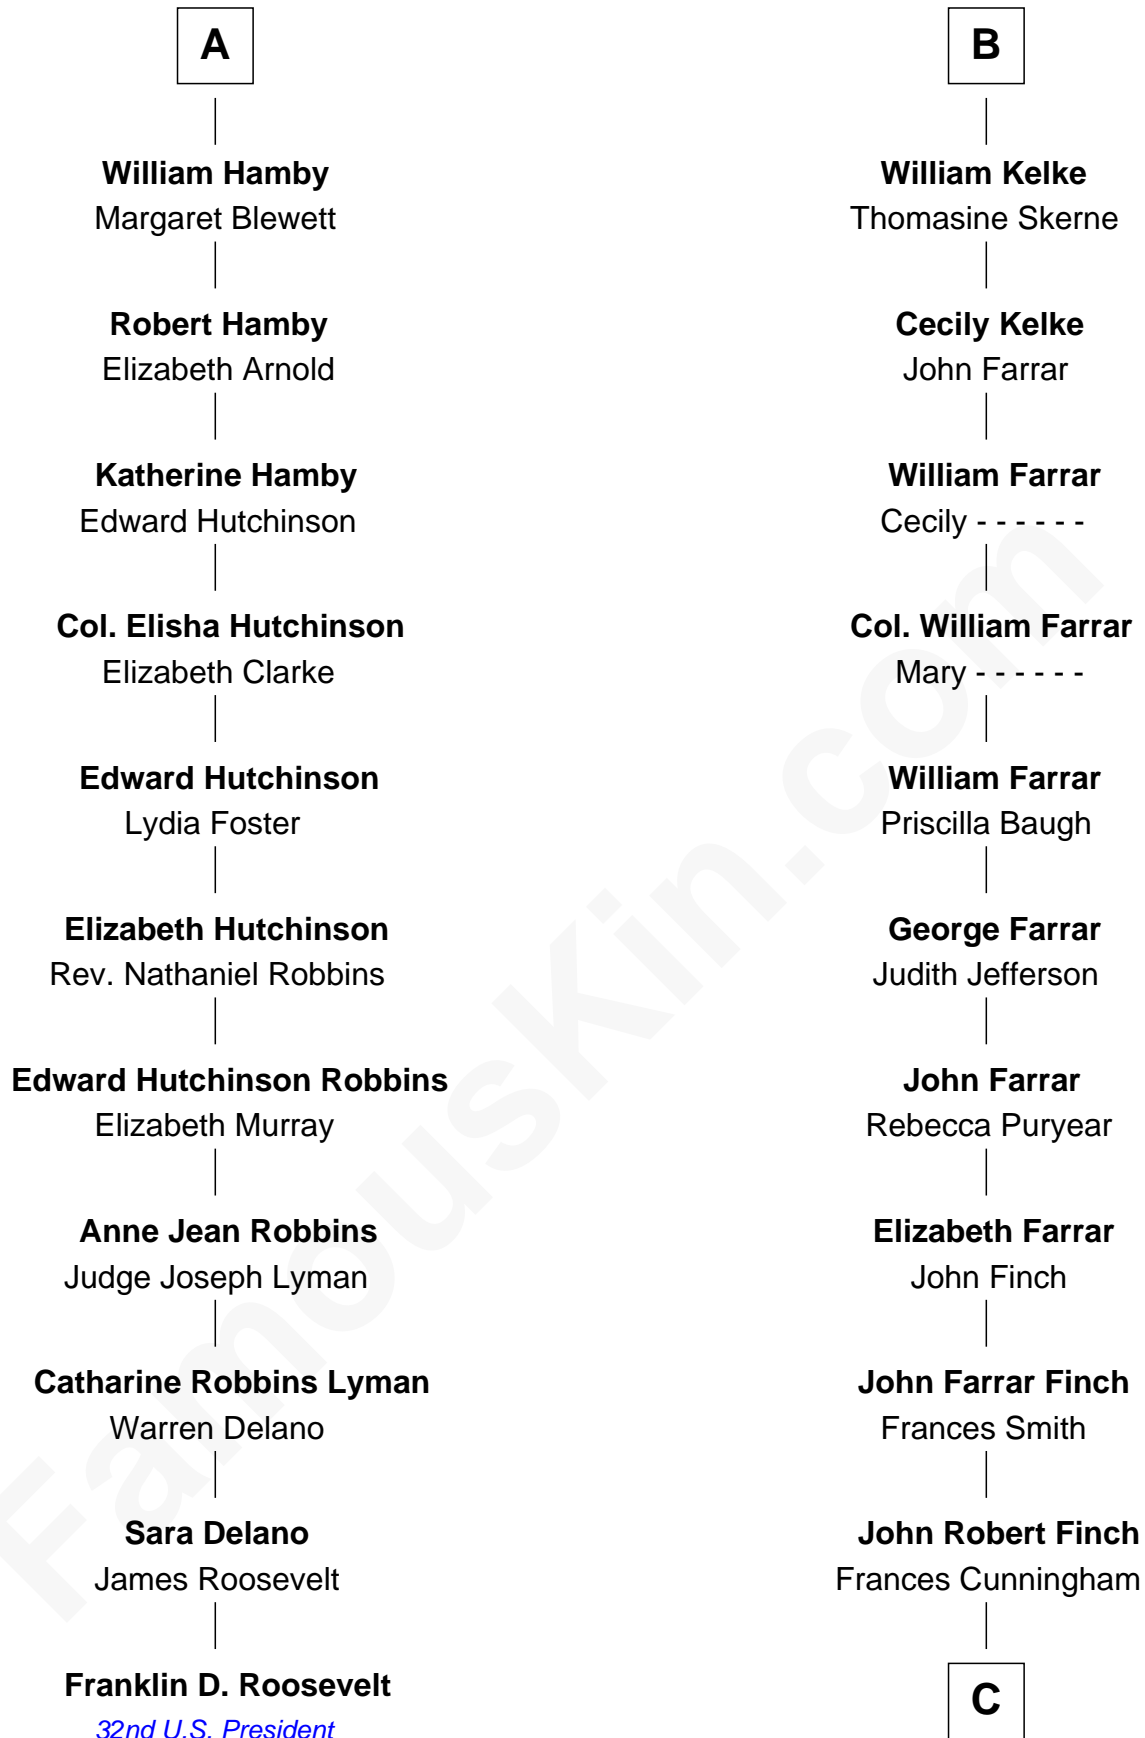 A
William Hamby
Margaret Blewett
Robert Hamby
Elizabeth Arnold
Katherine Hamby
Edward Hutchinson
Col. Elisha Hutchinson
Elizabeth Clarke
Edward Hutchinson
Lydia Foster
Elizabeth Hutchinson
Rev. Nathaniel Robbins
Edward Hutchinson Robbins
Elizabeth Murray
Anne Jean Robbins
Judge Joseph Lyman
Catharine Robbins Lyman
Warren Delano
Sara Delano
James Roosevelt
Franklin D. Roosevelt
32nd U.S. President
B
William Kelke
Thomasine Skerne
Cecily Kelke
John Farrar
William Farrar
Cecily - - - - - -
Col. William Farrar
Mary - - - - - -
William Farrar
Priscilla Baugh
George Farrar
Judith Jefferson
John Farrar
Rebecca Puryear
Elizabeth Farrar
John Finch
John Farrar Finch
Frances Smith
John Robert Finch
Frances Cunningham
C
FamousKin.com